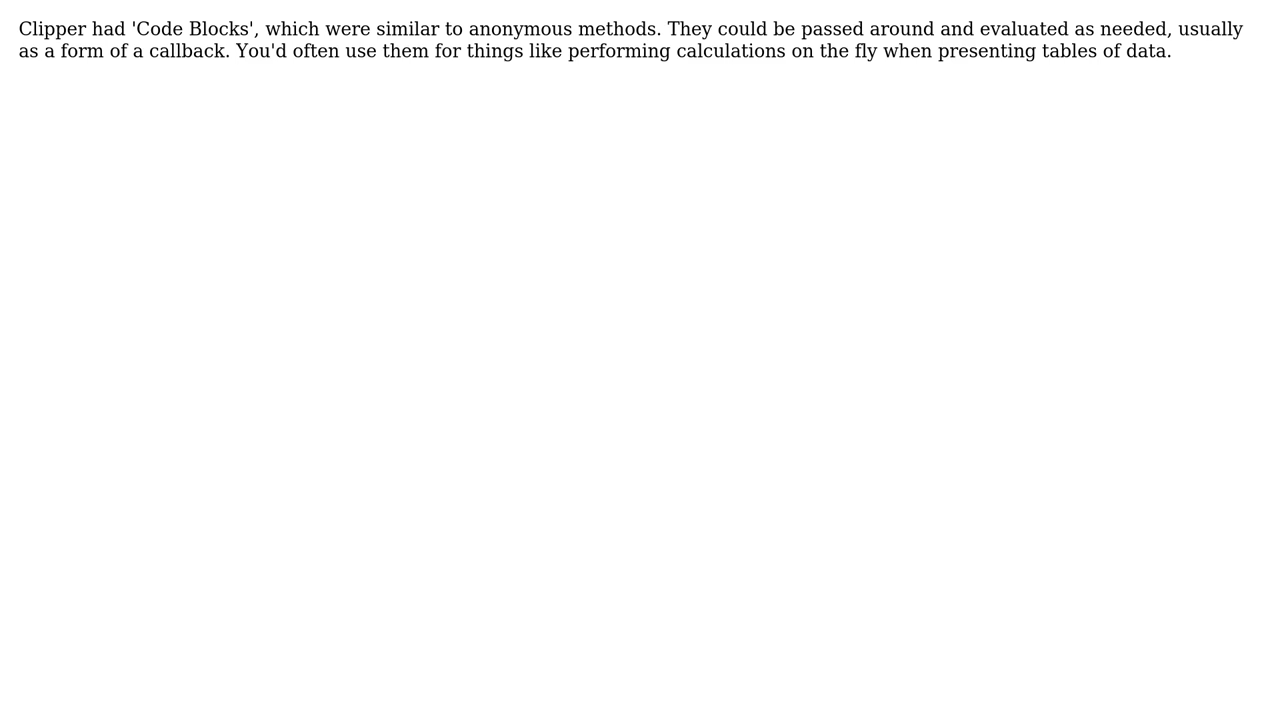 Clipper had 'Code Blocks', which were similar to anonymous methods. They could be passed around and evaluated as needed, usually
as a form of a callback. You'd often use them for things like performing calculations on the fly when presenting tables of data.